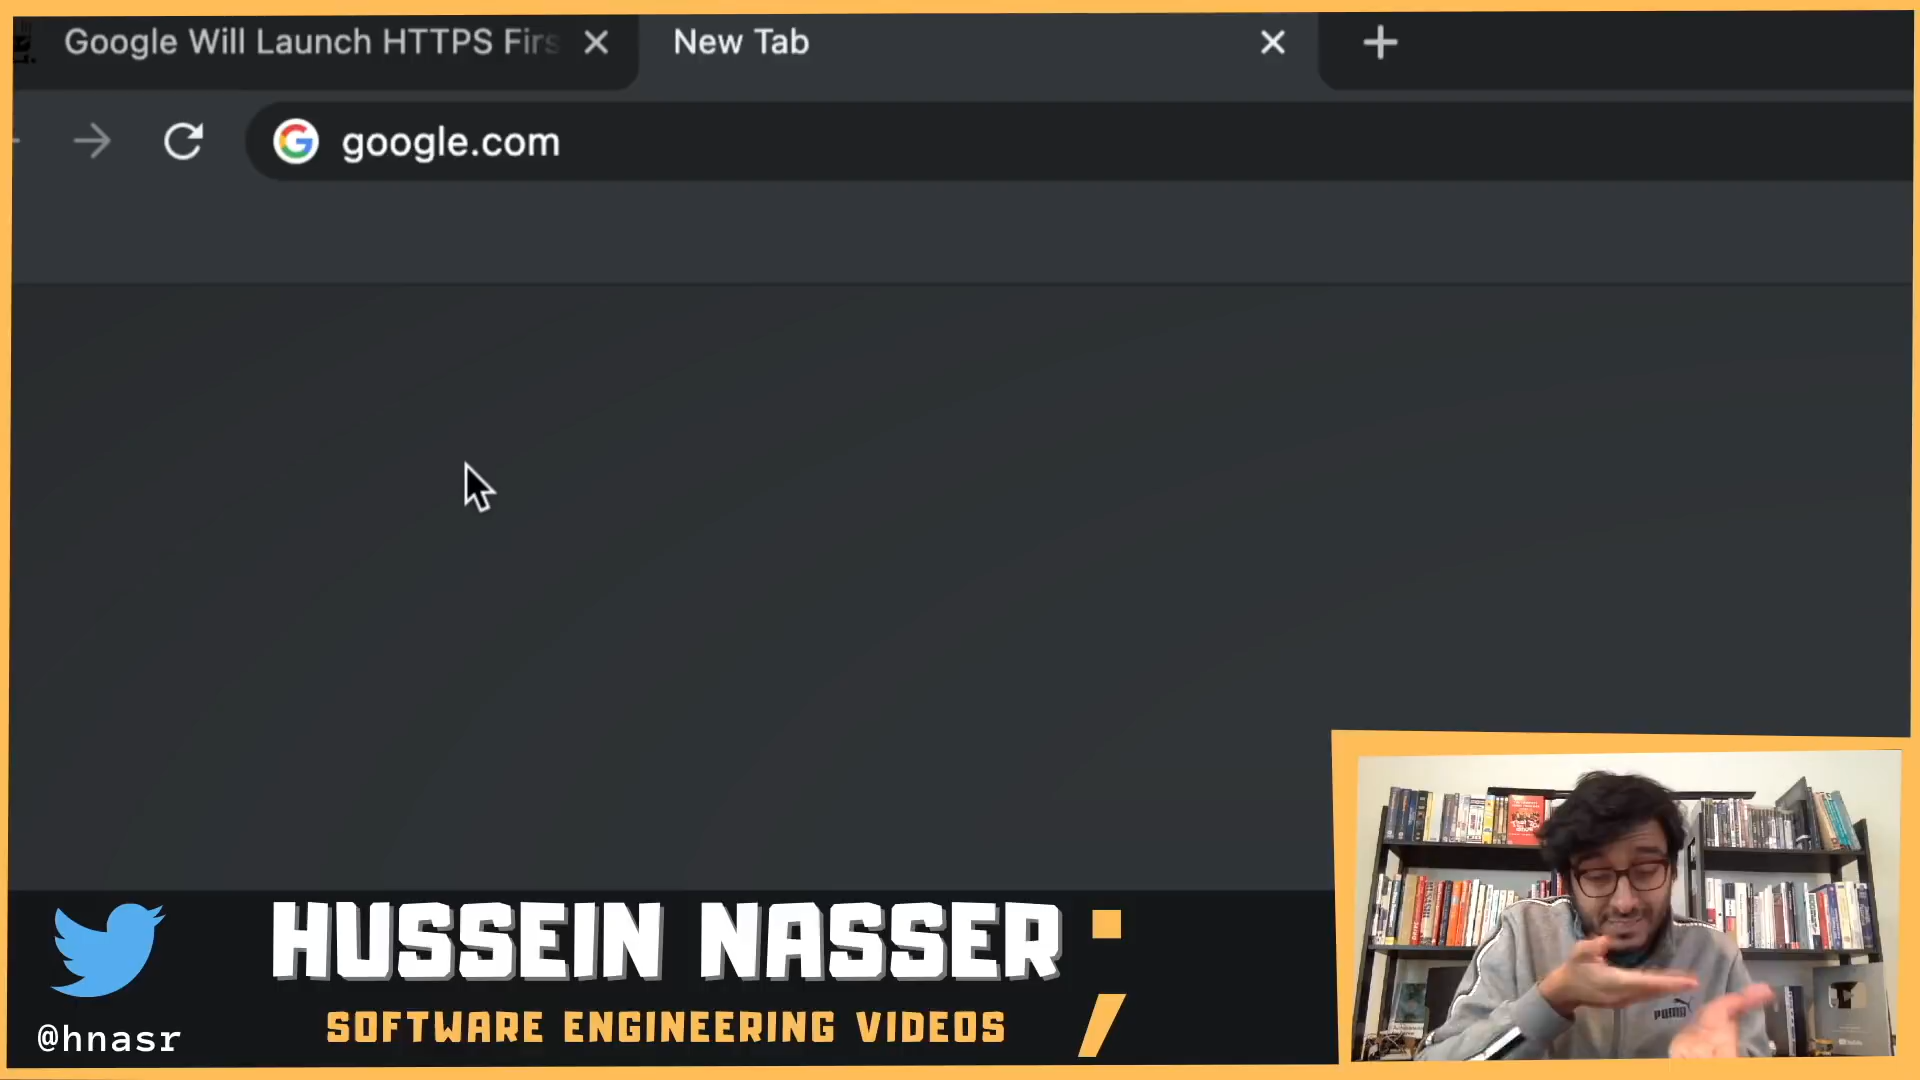 Google Will Launch HTTPS Firs
New Tab
google.com
HUSSEIN NASSER;
SOFTWARE ENGINEERING VIDEOS
@hnasr
PUMA